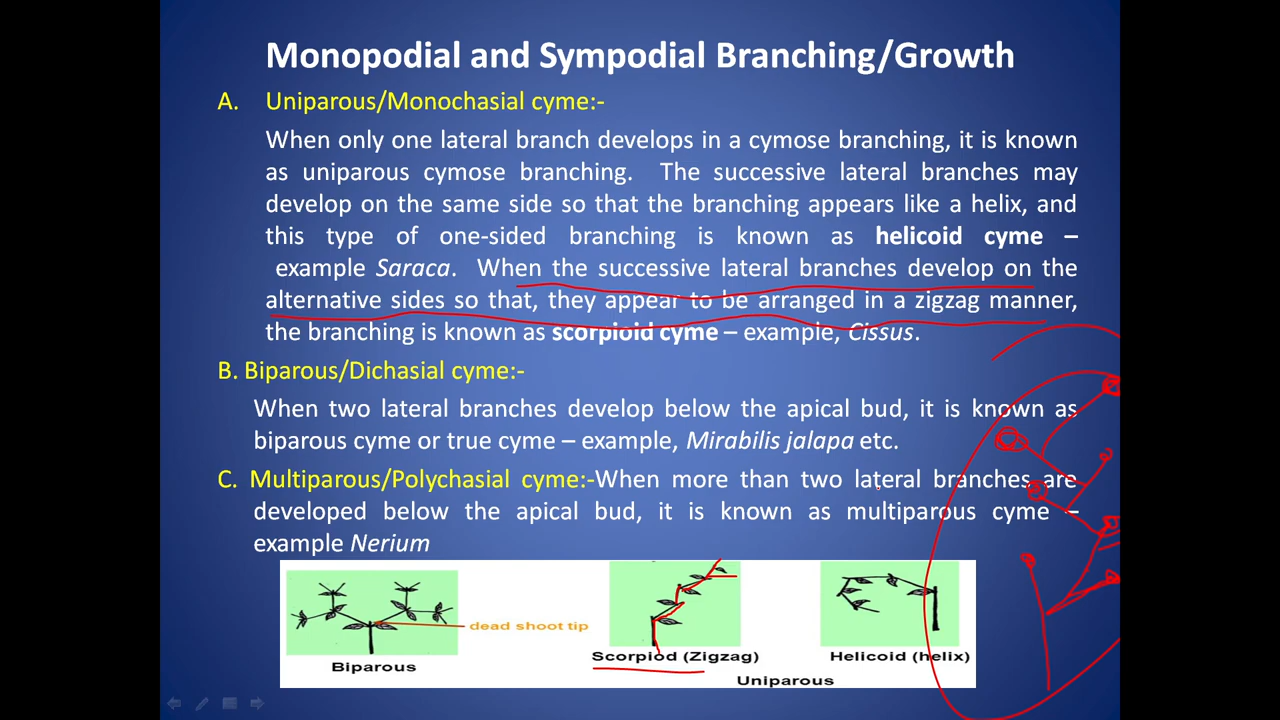 Monopodial and Sympodial Branching/Growth
A. Uniparous/Monochasial cyme:-
When only one lateral branch develops in a cymose branching, it is known
as uniparous cymose branching. The successive lateral branches may
develop on the same side so that the branching appears like a helix, and
this type of one-sided branching is known as helicoid cyme –
example Saraca. When the successive lateral branches develop on the
alternative sides so that, they appear to be arranged in a zigzag manner,
the branching is known as scorpioid cyme – example, Cissus.
B. Biparous/Dichasial cyme:-
When two lateral branches develop below the apical bud, it is known as
biparous cyme or true cyme – example, Mirabilis jalapa etc.
C. Multiparous/Polychasial cyme:-When more than two lateral branches are
developed below the apical bud, it is known as multiparous cyme –
example Nerium
dead shoot tip
Biparous
Scorpiod (Zigzag)
Helicoid (helix)
Uniparous